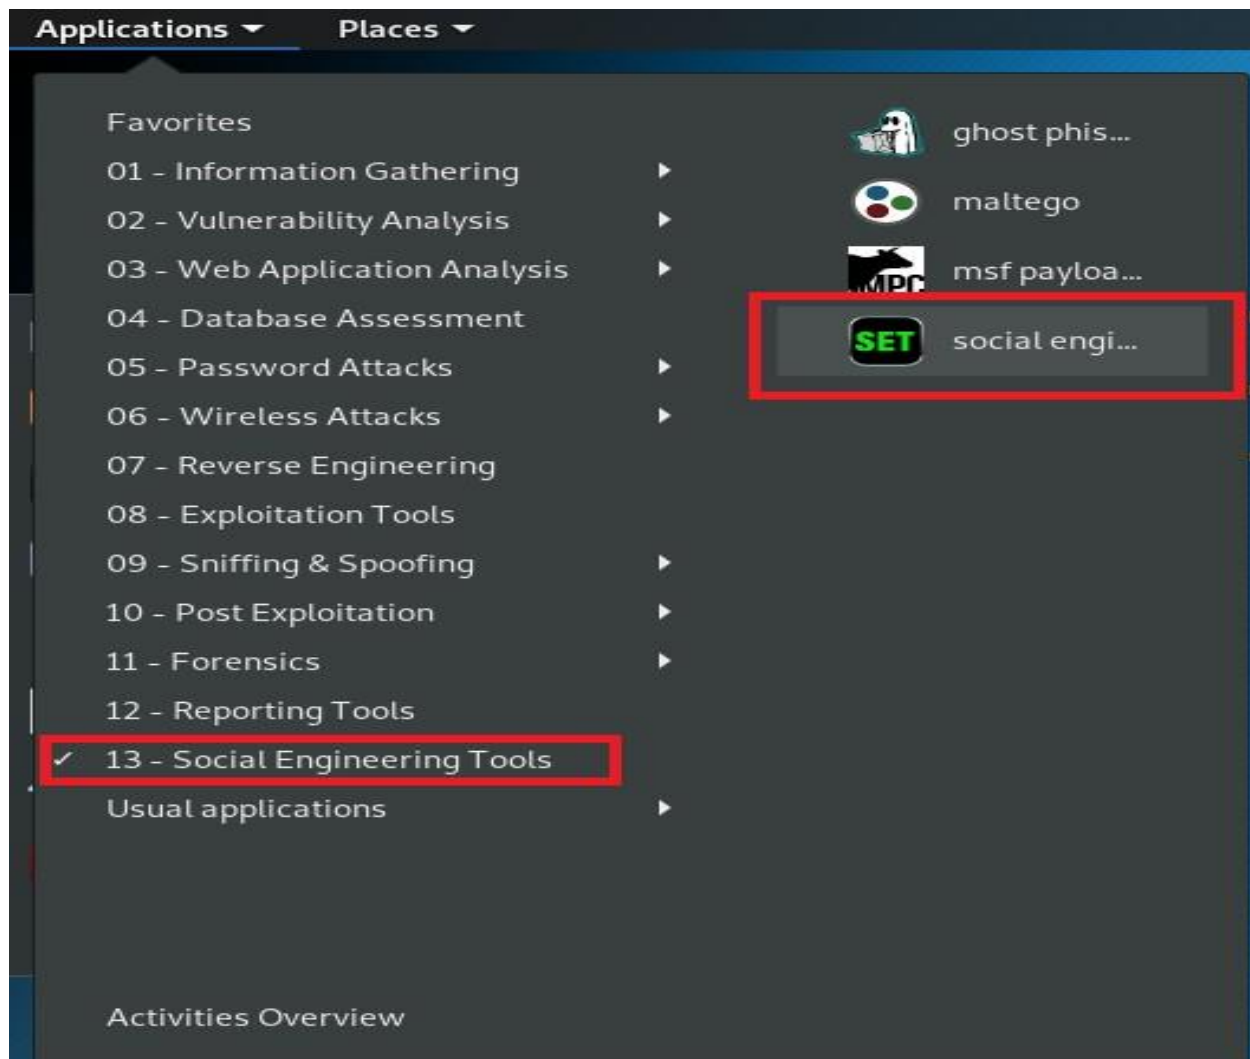 Applications Places
Favorites
01 - Information Gathering
02 - Vulnerability Analysis
03 - Web Application Analysis
04 - Database Assessment
05 - Password Attacks
06 - Wireless Attacks
07 - Reverse Engineering
08 - Exploitation Tools
09 - Sniffing & Spoofing
10 - Post Exploitation
11 - Forensics
12 - Reporting Tools
✓ 13 - Social Engineering Tools
Usual applications
Activities Overview
ghost phis...
maltego
MPC msf payloa...
SET social engi...